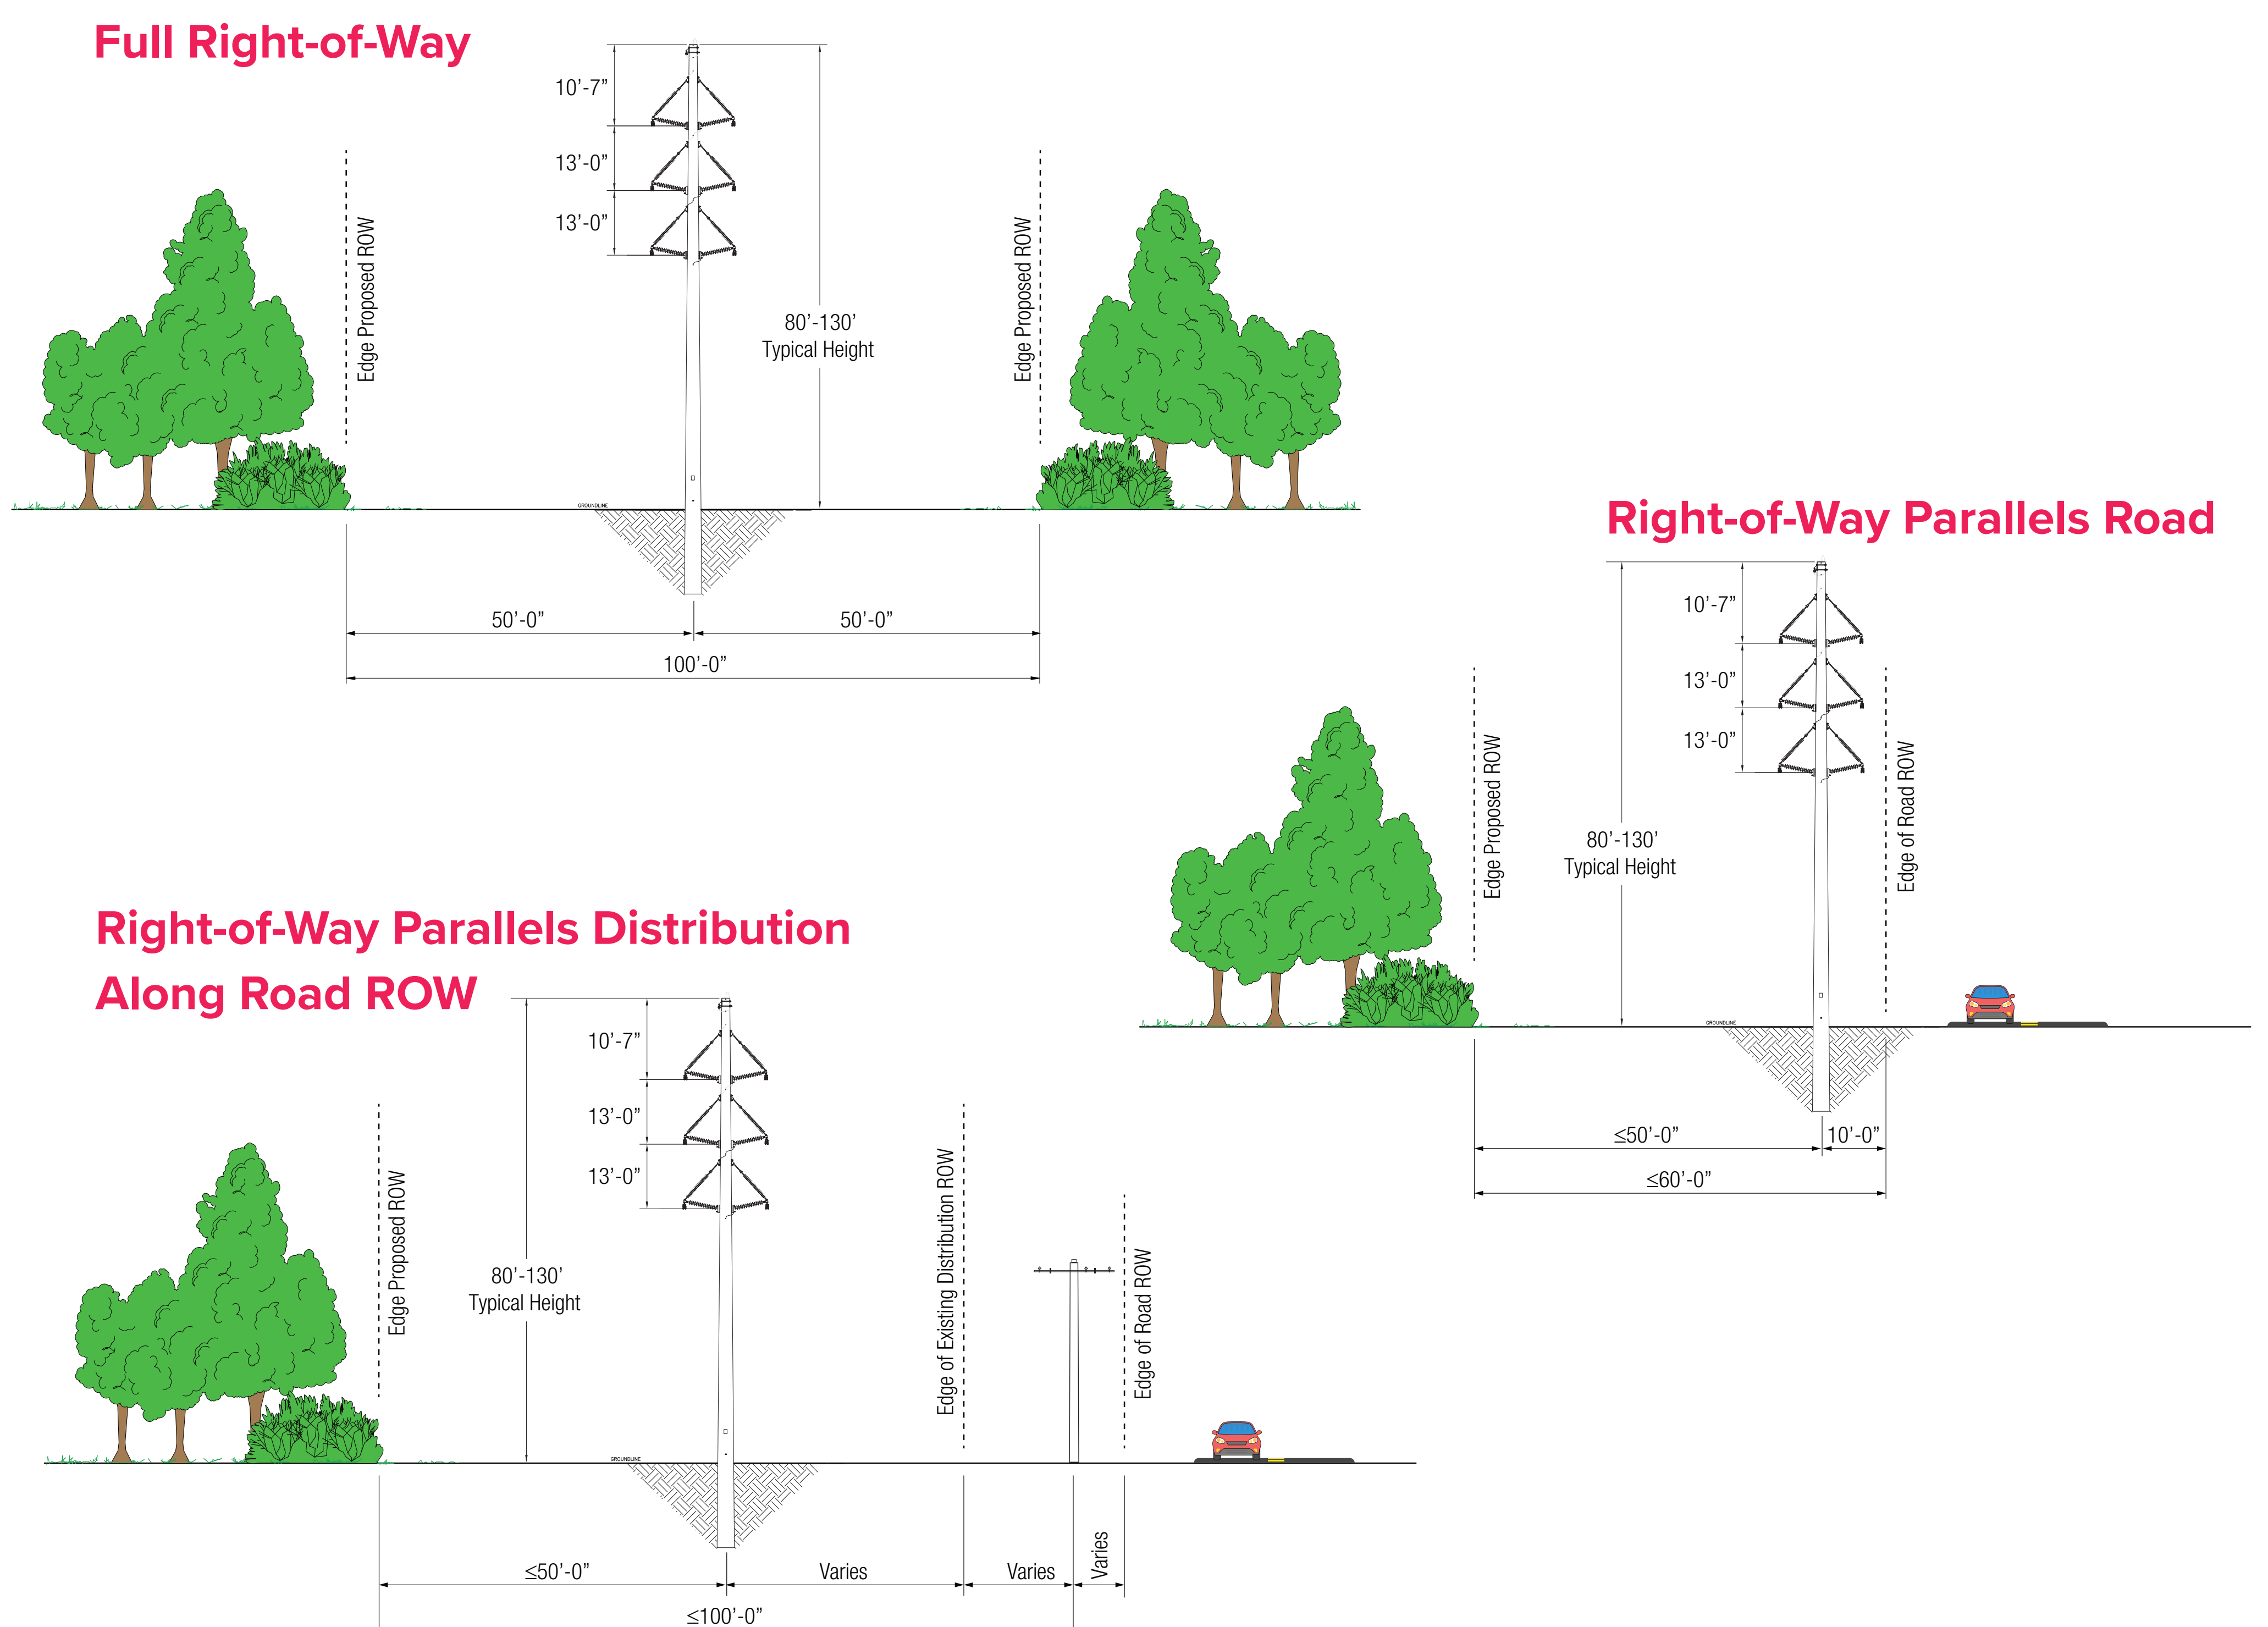 Full Right-of-Way
10’-7”
13’-0”
13’-0”
Edge Proposed ROW
Edge Proposed ROW
80’-130’
Typical Height
GROUNDLINE
50’-0”
50’-0”
100’-0”
Right-of-Way Parallels Road
10’-7”
13’-0”
13’-0”
Edge Proposed ROW
Edge of Road ROW
80’-130’
Typical Height
GROUNDLINE
≤50’-0”
10’-0”
≤60’-0”
Right-of-Way Parallels Distribution
Along Road ROW
10’-7”
13’-0”
13’-0”
Edge Proposed ROW
Edge of Existing Distribution ROW
Edge of Road ROW
80’-130’
Typical Height
GROUNDLINE
≤50’-0”
Varies
Varies
Varies
≤100’-0”